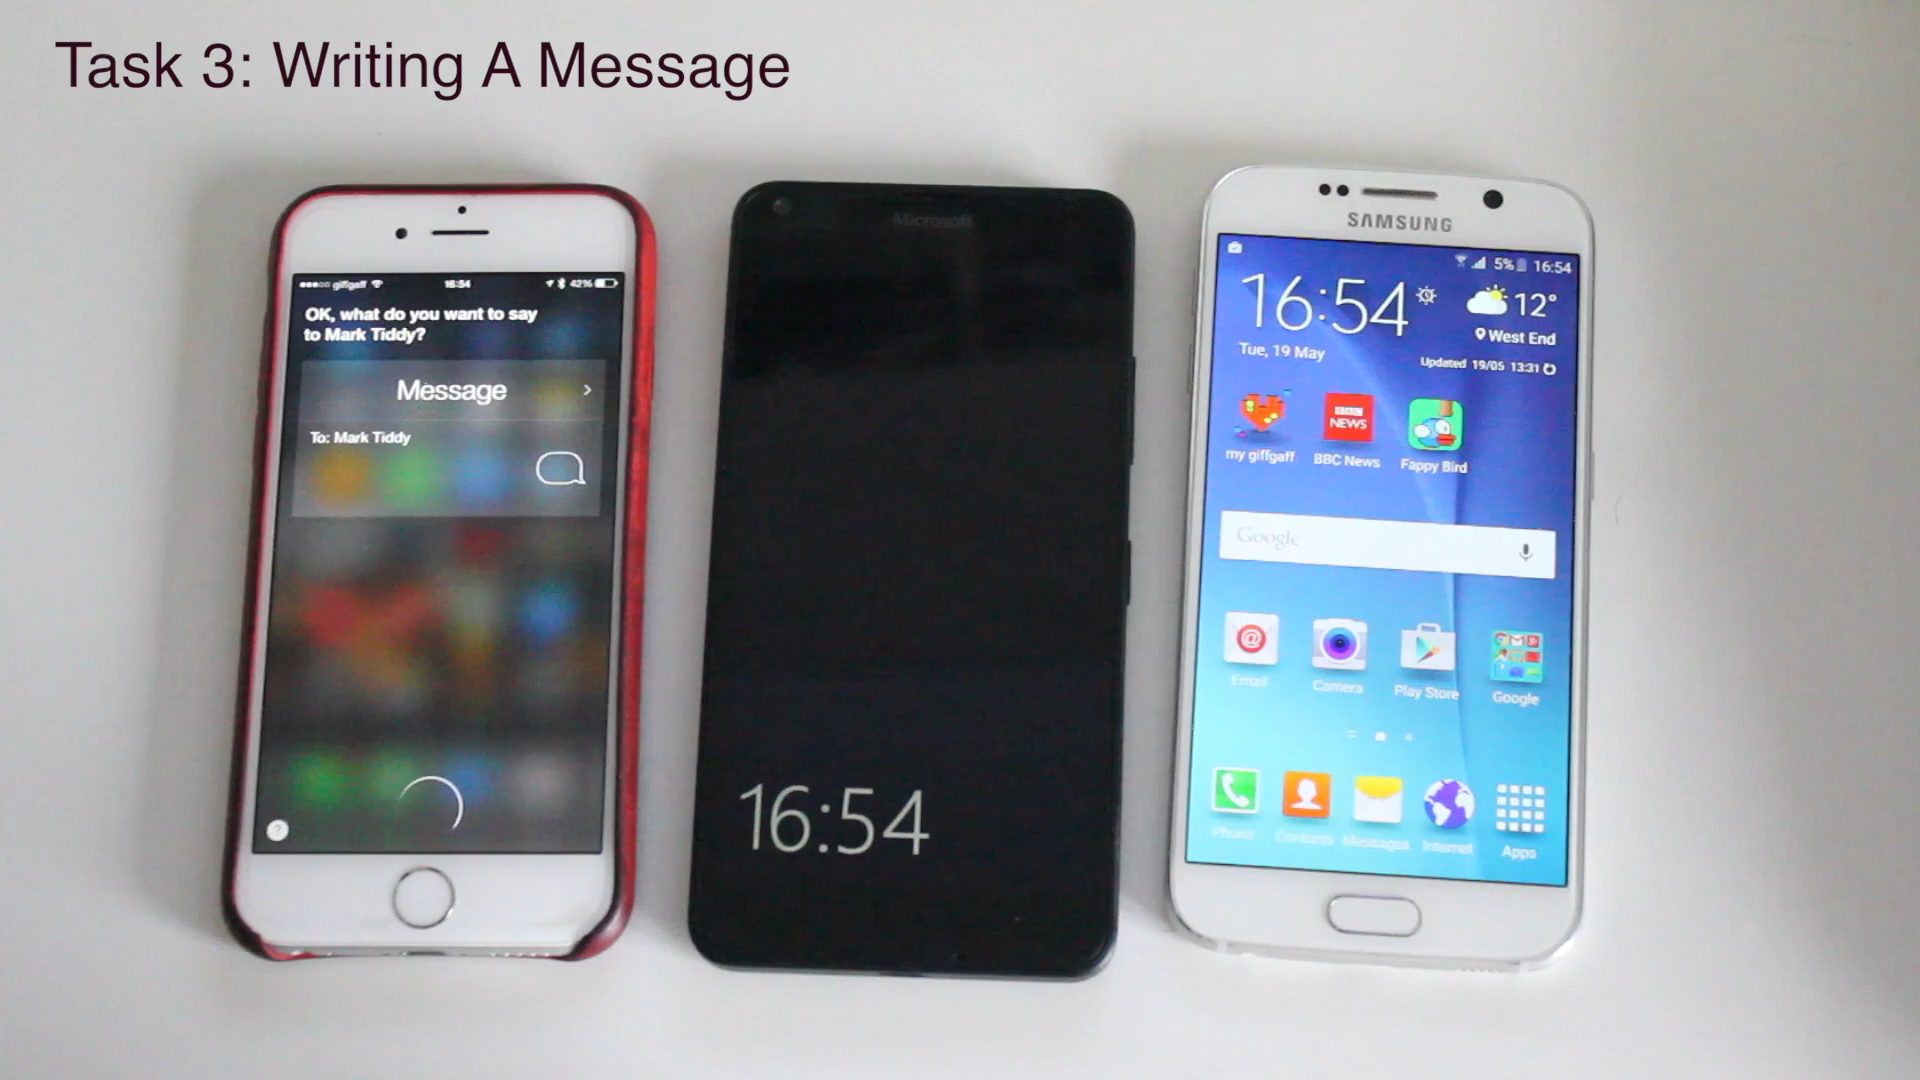 Task 3: Writing A Message
giffgaff
16:54
42%
OK, what do you want to say
to Mark Tiddy?
Message
To: Mark Tiddy
?
Microsoft
16:54
SAMSUNG
5% 16:54
16:54
12°
West End
Tue, 19 May
Updated 19/05 13:31
BBC
NEWS
my giffgaff
BBC News
Fappy Bird
Google
@
Email
Camera
Play Store
Google
Phone
Contacts
Messages
Internet
Apps